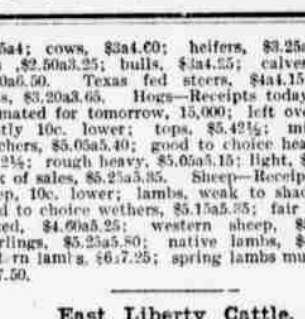 5a4; cows, $3a4.60; heifers, $3.25a
s ,$2.50a3.25; bulls, $3a4.25; calves
0a6.50. Texas fed steers, $4a4.15
s, $3.20a3.65. Hogs—Receipts today
mated for tomorrow, 15,000; left ove
tly 10c. lower; tops, $5.42½; mi
chers, $5.05a5.40; good to choice hea
2½; rough heavy, $5.05a5.15; light, $
k of sales, $5.25a5.35. Sheep—Receip
ep, 10c. lower; lambs, weak to sha
d to choice wethers, $5.15a5.35; fair
ed, $4.60a5.25; western sheep, $
rlings, $5.25a5.80; native lambs, $
rn lambs, $6a7.25; spring lambs mu
7.50.
East Liberty Cattle.